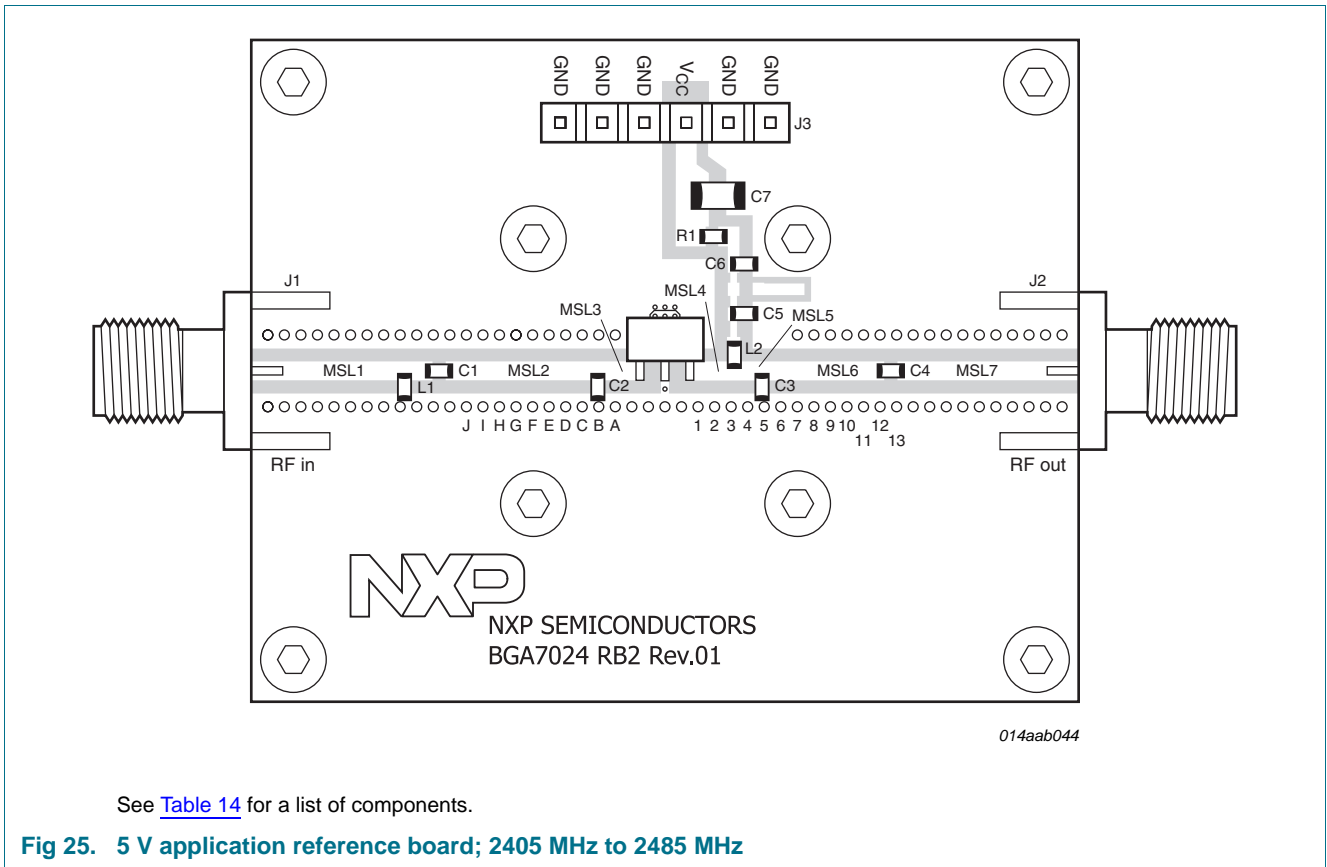 GND GND GND VCC GND GND
J3
C7
R1
C6
J1
J2
MSL4
MSL3
C5
MSL5
L2
MSL1
C1
MSL2
MSL6
C4
MSL7
L1
C2
C3
J I H G F E D C B A
1 2 3 4 5 6 7 8 9 10 12
11 13
RF in
RF out
NXP
NXP SEMICONDUCTORS
BGA7024 RB2 Rev.01
014aab044
See Table 14 for a list of components.
Fig 25. 5 V application reference board; 2405 MHz to 2485 MHz